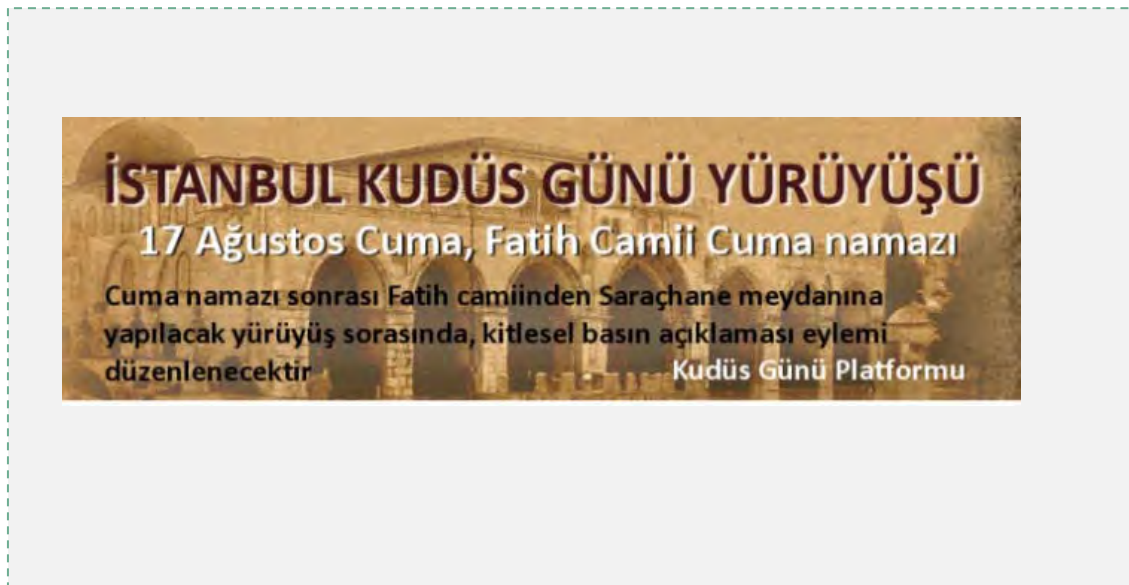 İSTANBUL KUDÜS GÜNÜ YÜRÜYÜŞÜ
17 Ağustos Cuma, Fatih Camii Cuma namazı
Cuma namazı sonrası Fatih camiinden Saraçhane meydanına
yapılacak yürüyüş sorasında, kitlesel basın açıklaması eylemi
düzenlenecektir
Kudüs Günü Platformu